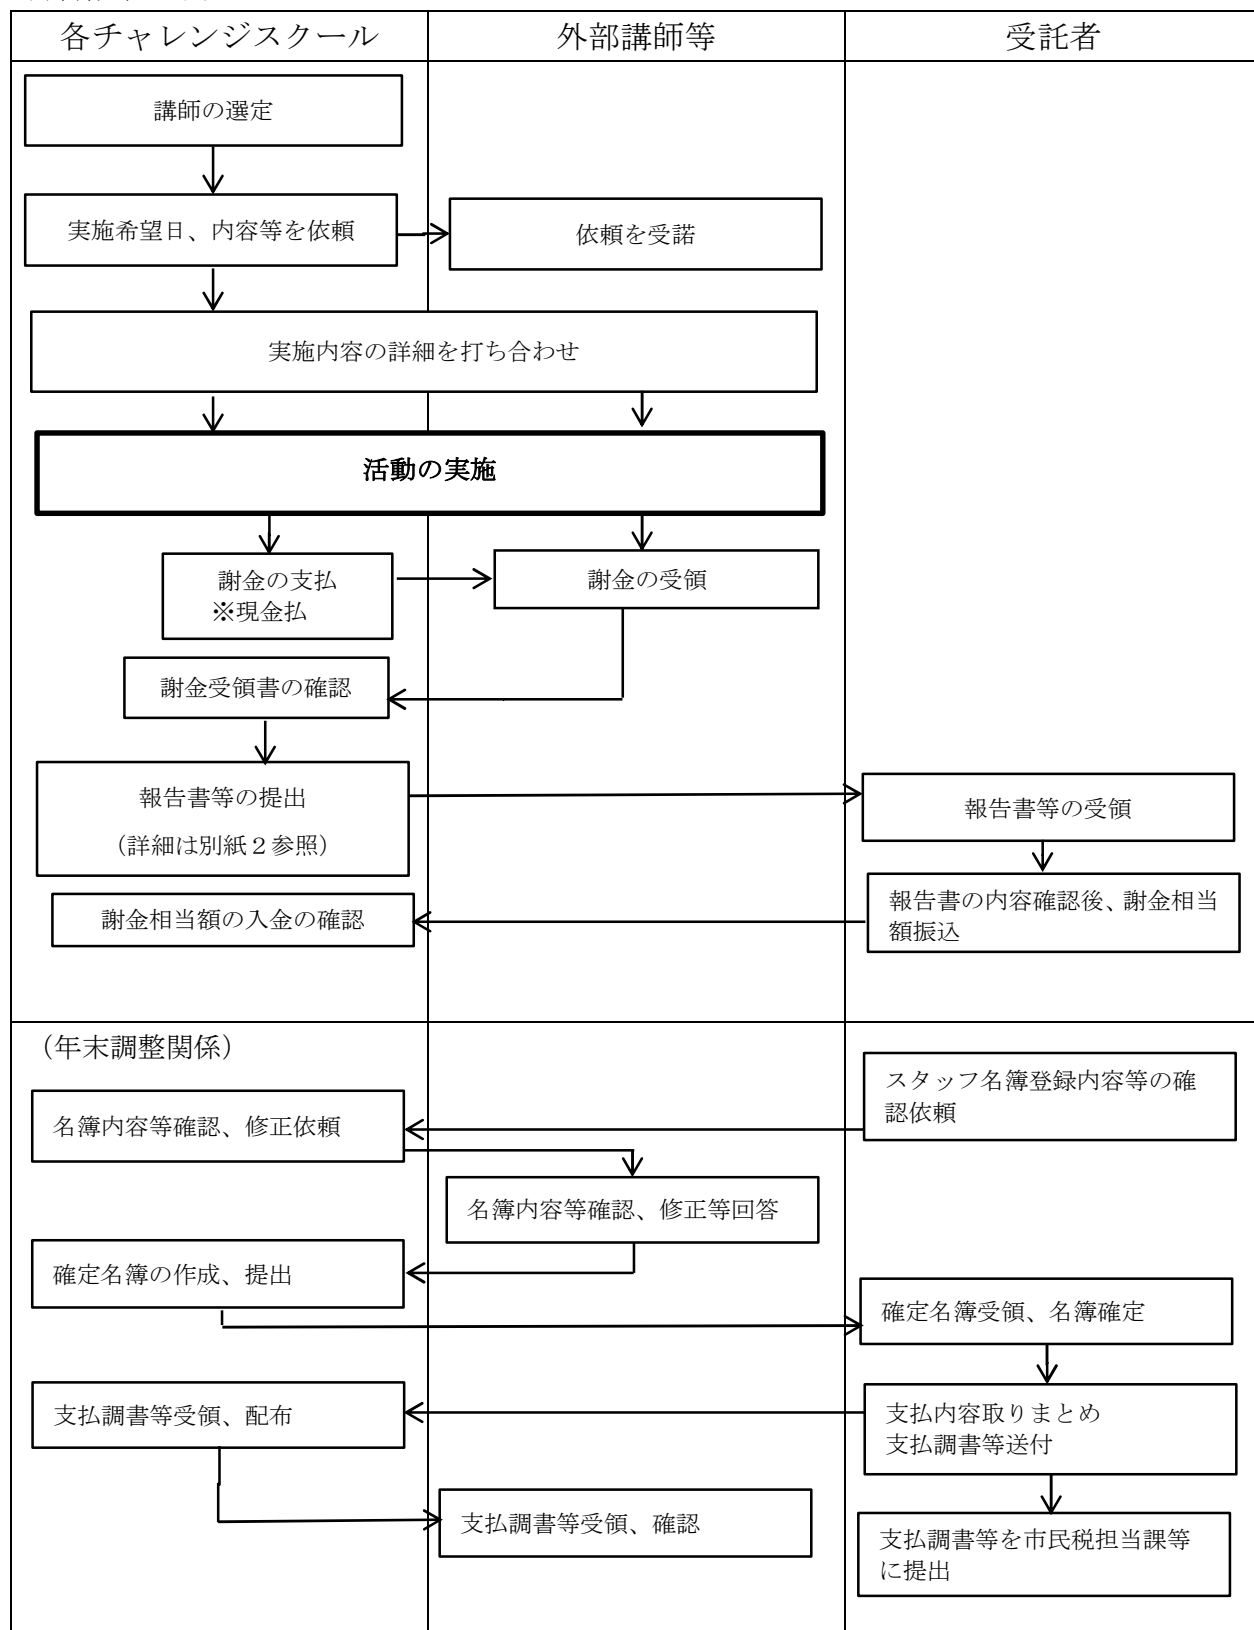 各チャレンジスクール
外部講師等
受託者
講師の選定
実施希望日、内容等を依頼
依頼を受諾
実施内容の詳細を打ち合わせ
活動の実施
謝金の支払
※現金払
謝金の受領
謝金受領書の確認
報告書等の提出
（詳細は別紙２参照）
報告書等の受領
謝金相当額の入金の確認
報告書の内容確認後、謝金相当
額振込
（年末調整関係）
スタッフ名簿登録内容等の確
認依頼
名簿内容等確認、修正依頼
名簿内容等確認、修正等回答
確定名簿の作成、提出
確定名簿受領、名簿確定
支払調書等受領、配布
支払内容取りまとめ
支払調書等送付
支払調書等受領、確認
支払調書等を市民税担当課等
に提出